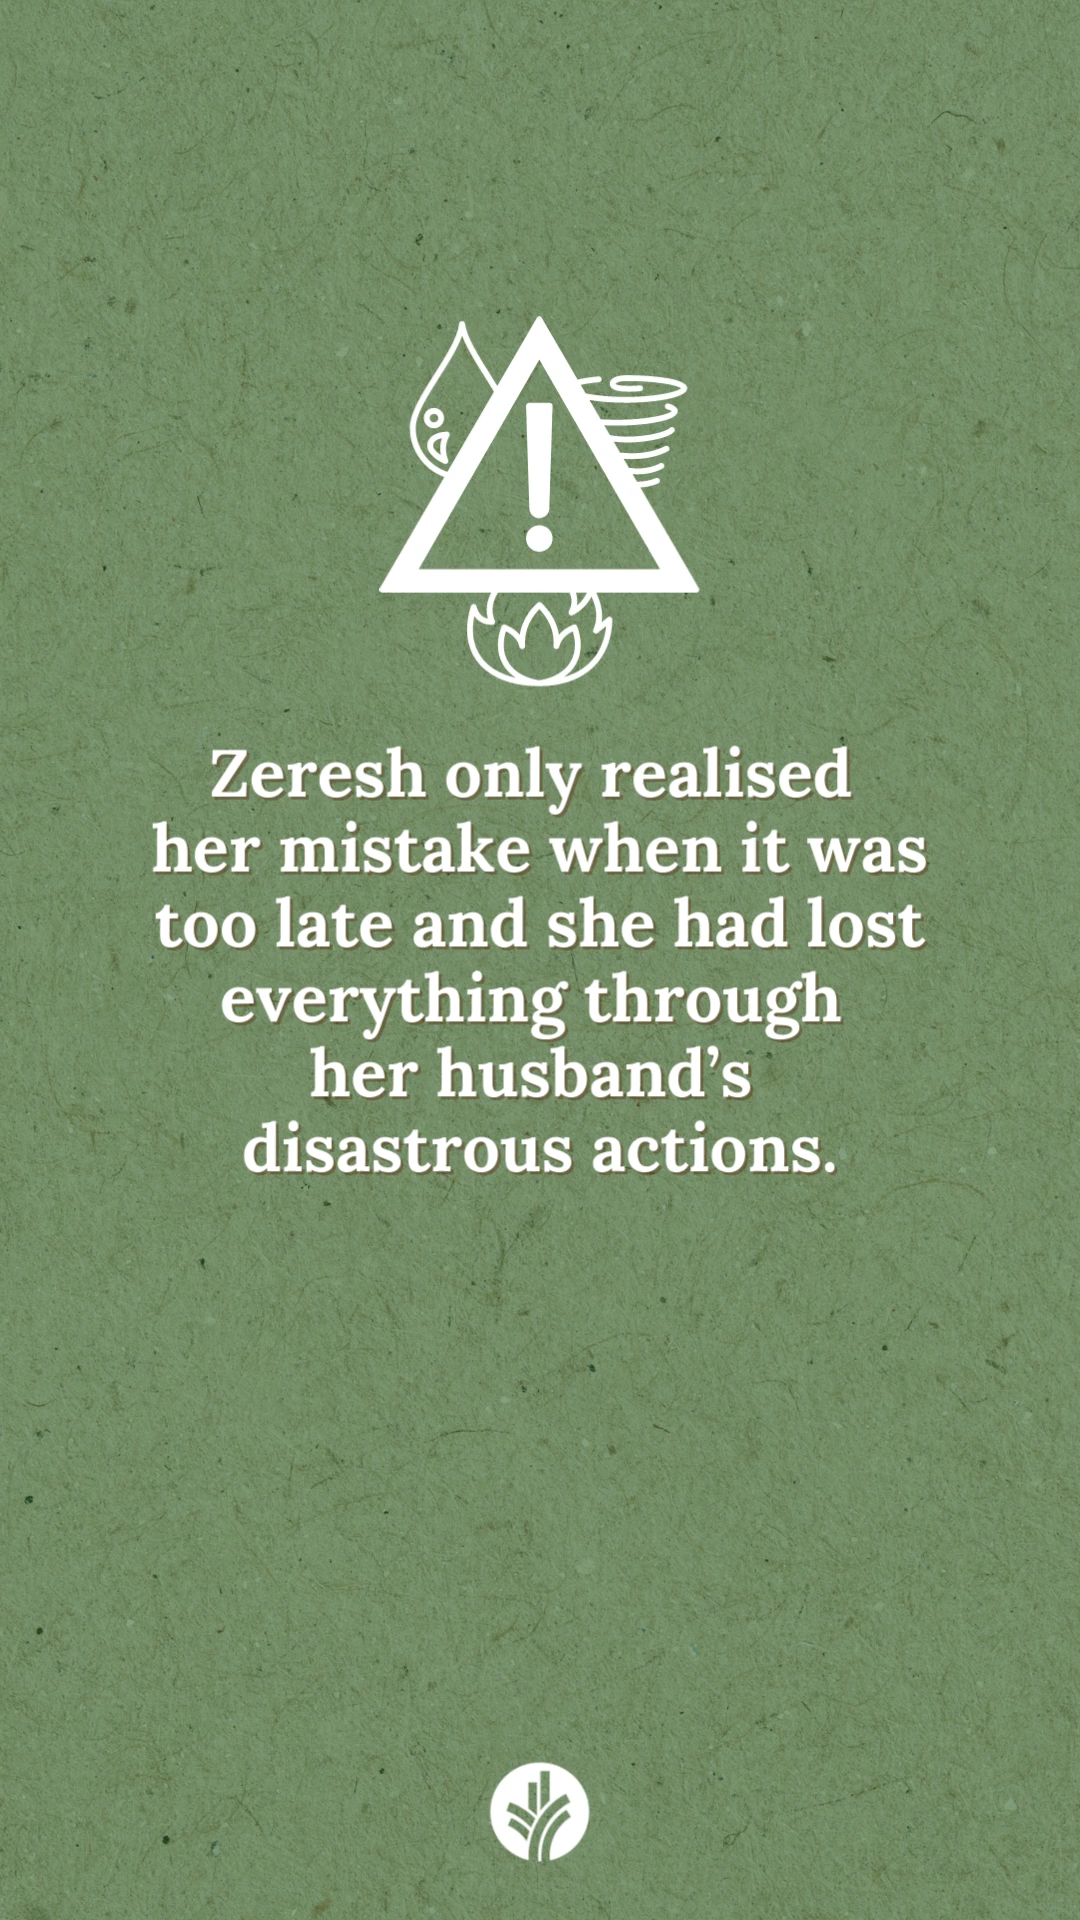 Zeresh only realised
her mistake when it was
too late and she had lost
everything through
her husband’s
disastrous actions.